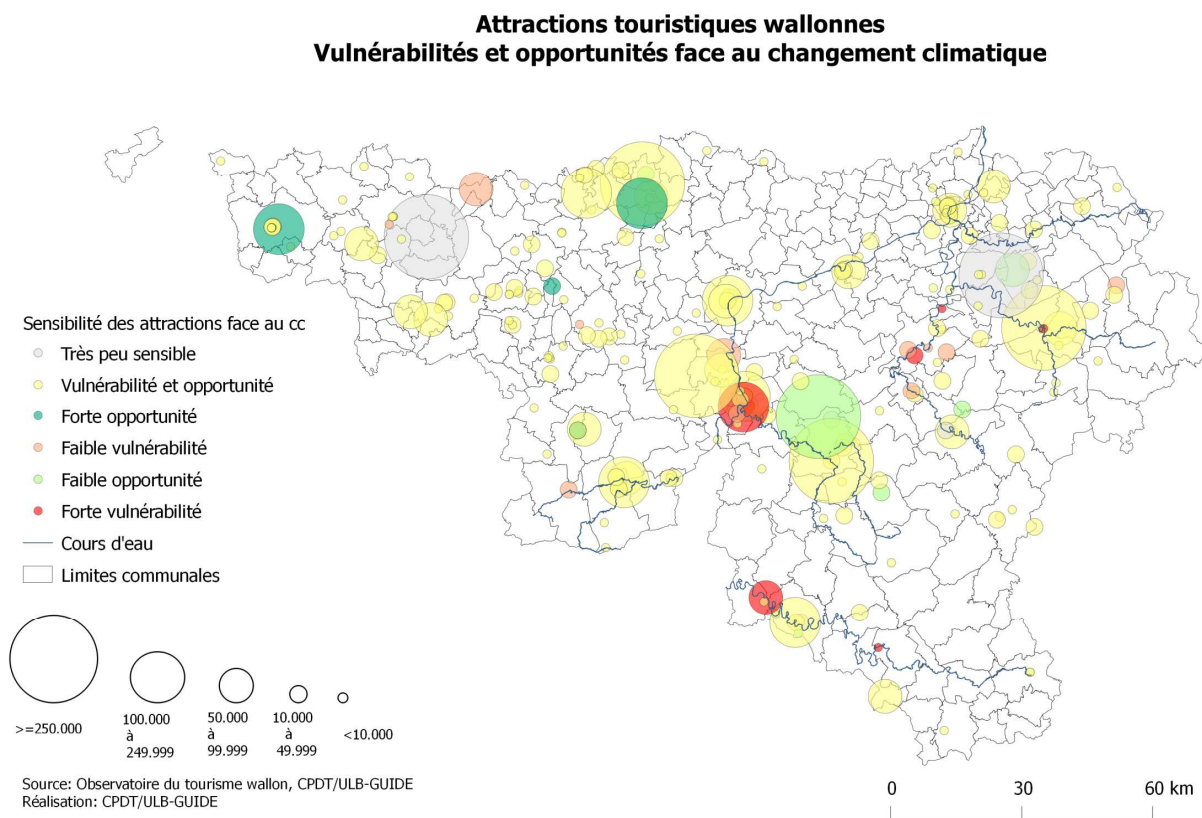 Attractions touristiques wallonnes
Vulnérabilités et opportunités face au changement climatique
Sensibilité des attractions face au cc
Très peu sensible
Vulnérabilité et opportunité
Forte opportunité
Faible vulnérabilité
Faible opportunité
Forte vulnérabilité
Cours d'eau
Limites communales
>=250.000
100.000
à
249.999
50.000
à
99.999
10.000
à
49.999
<10.000
Source: Observatoire du tourisme wallon, CPDT/ULB-GUIDE
Réalisation: CPDT/ULB-GUIDE
0 30 60 km